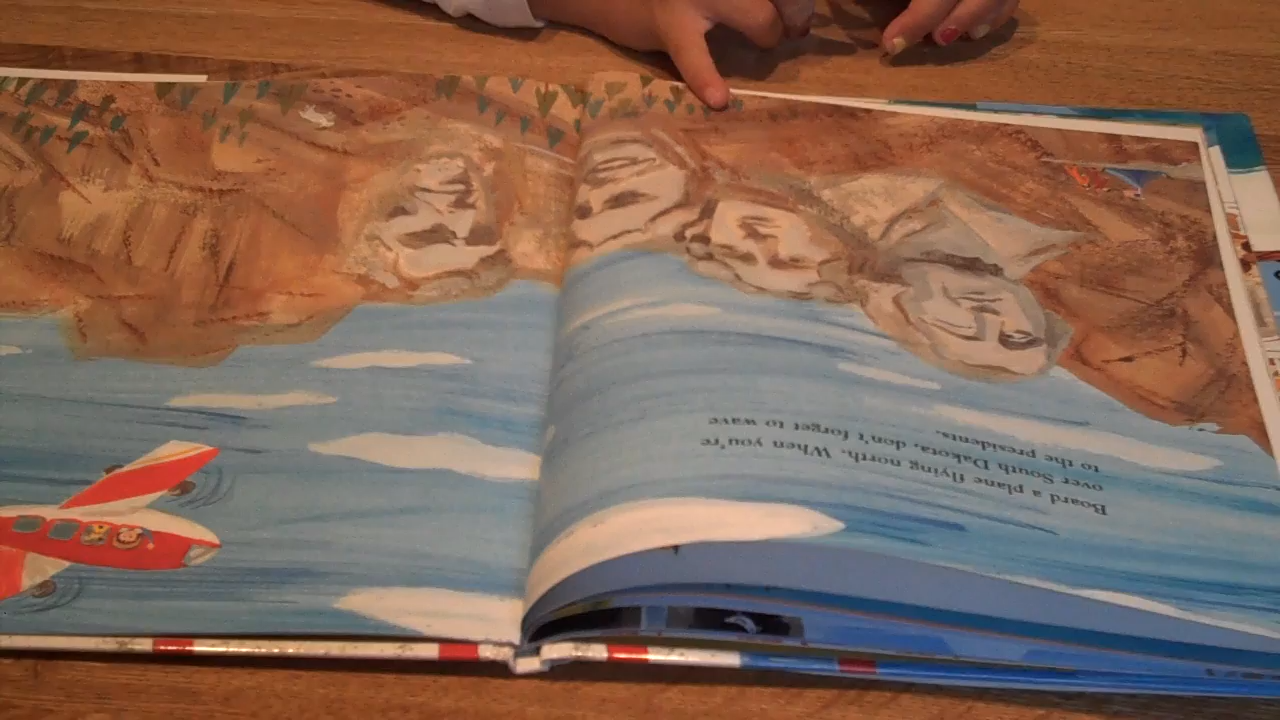 Board a plane flying north. When you're
over South Dakota, don't forget to wave
to the presidents.